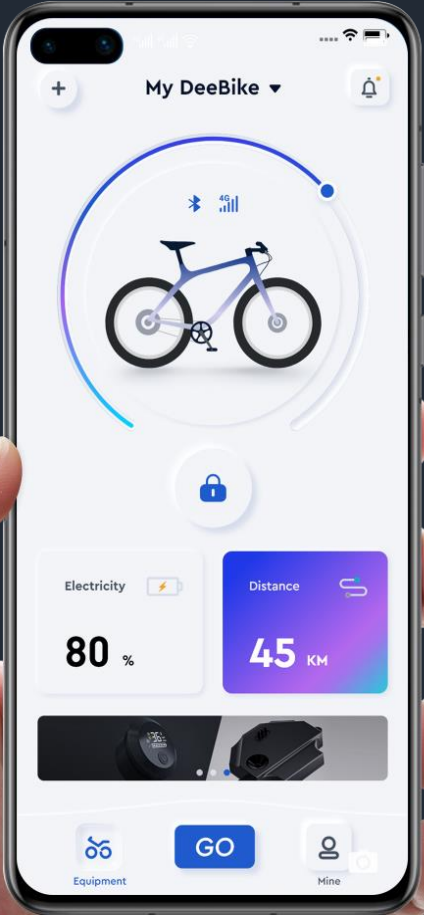 My DeeBike
4G
Electricity
Distance
80 %
45 KM
GO
Equipment
Mine